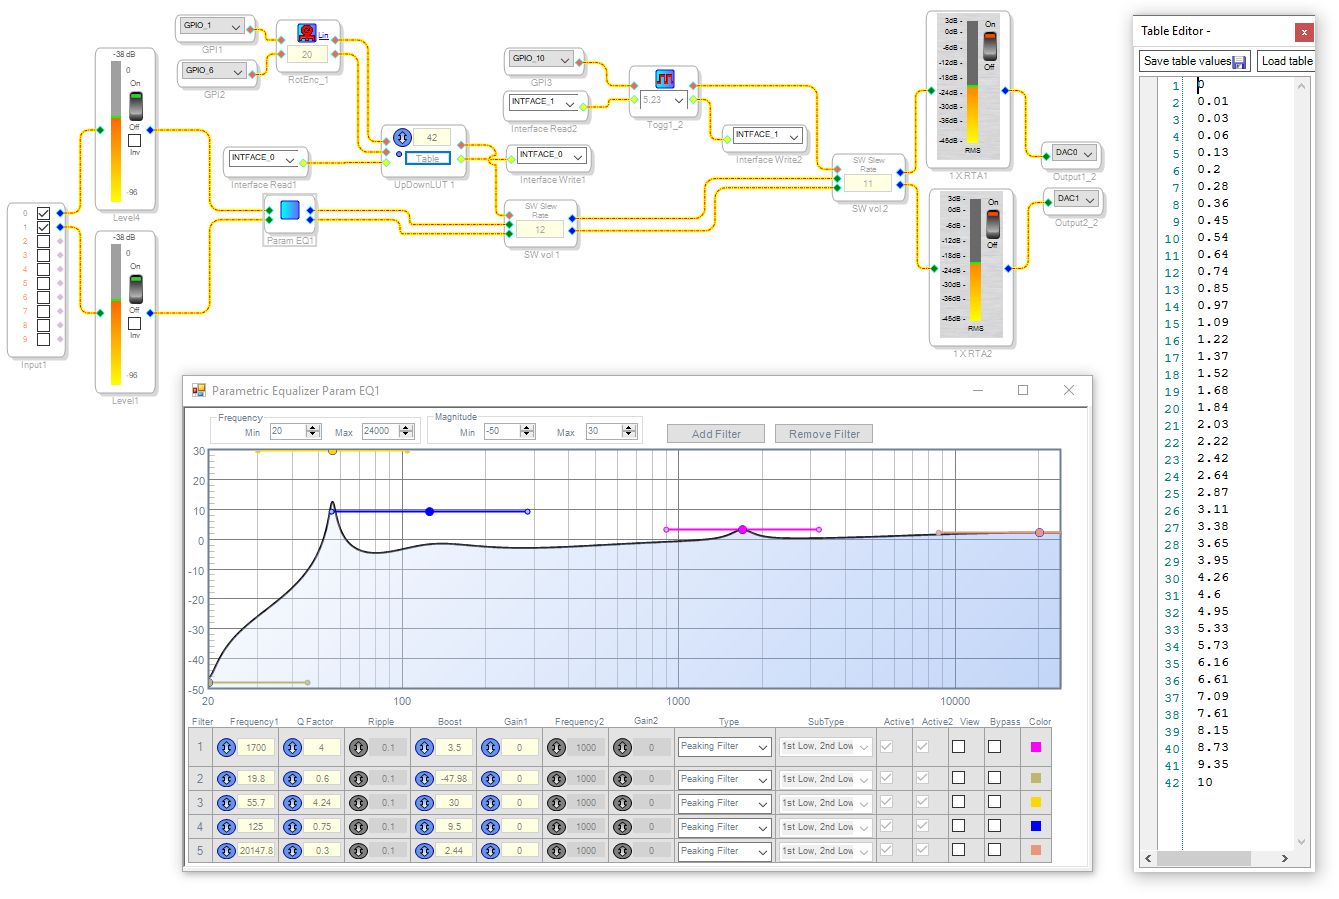 GPIO_1
GPI1
GPIO_6
GPI2
Lin
20
RotEnc_1
-38 dB
0
On
Off
Inv
-96
Level4
INTFACE_0
Interface Read1
42
Table
UpDownLUT 1
INTFACE_0
Interface Write1
GPIO_10
GPI3
INTFACE_1
Interface Read2
5.23
Togg1_2
INTFACE_1
Interface Write2
SW Slew
Rate
11
SW vol 2
3dB -
0dB -
-6dB -
-12dB -
-18dB -
-24dB -
-30dB -
-36dB -
-45dB -
RMS
On
Off
1 X RTA1
DAC0
Output1_2
3dB -
0dB -
-6dB -
-12dB -
-18dB -
-24dB -
-30dB -
-36dB -
-45dB -
RMS
On
Off
1 X RTA2
DAC1
Output2_2
0
1
2
3
4
5
6
7
8
9
Input1
-38 dB
0
On
Off
Inv
-96
Level1
Param EQ1
SW Slew
Rate
12
SW vol 1
Parametric Equalizer Param EQ1
Frequency
Min 20 Max 24000
Magnitude
Min -50 Max 30
Add Filter
Remove Filter
30
20
10
0
-10
-20
-30
-40
-50
20 100 1000 10000
Filter Frequency1 Q Factor Ripple Boost Gain1 Frequency2 Gain2 Type SubType Active1 Active2 View Bypass Color
1 1700 4 0.1 3.5 0 1000 0 Peaking Filter 1st Low, 2nd Low
2 19.8 0.6 0.1 -47.98 0 1000 0 Peaking Filter 1st Low, 2nd Low
3 55.7 4.24 0.1 30 0 1000 0 Peaking Filter 1st Low, 2nd Low
4 125 0.75 0.1 9.5 0 1000 0 Peaking Filter 1st Low, 2nd Low
5 20147.8 0.3 0.1 2.44 0 1000 0 Peaking Filter 1st Low, 2nd Low
Table Editor -
x
Save table values
Load table
1 0
2 0.01
3 0.03
4 0.06
5 0.13
6 0.2
7 0.28
8 0.36
9 0.45
10 0.54
11 0.64
12 0.74
13 0.85
14 0.97
15 1.09
16 1.22
17 1.37
18 1.52
19 1.68
20 1.84
21 2.03
22 2.22
23 2.42
24 2.64
25 2.87
26 3.11
27 3.38
28 3.65
29 3.95
30 4.26
31 4.6
32 4.95
33 5.33
34 5.73
35 6.16
36 6.61
37 7.09
38 7.61
39 8.15
40 8.73
41 9.35
42 10